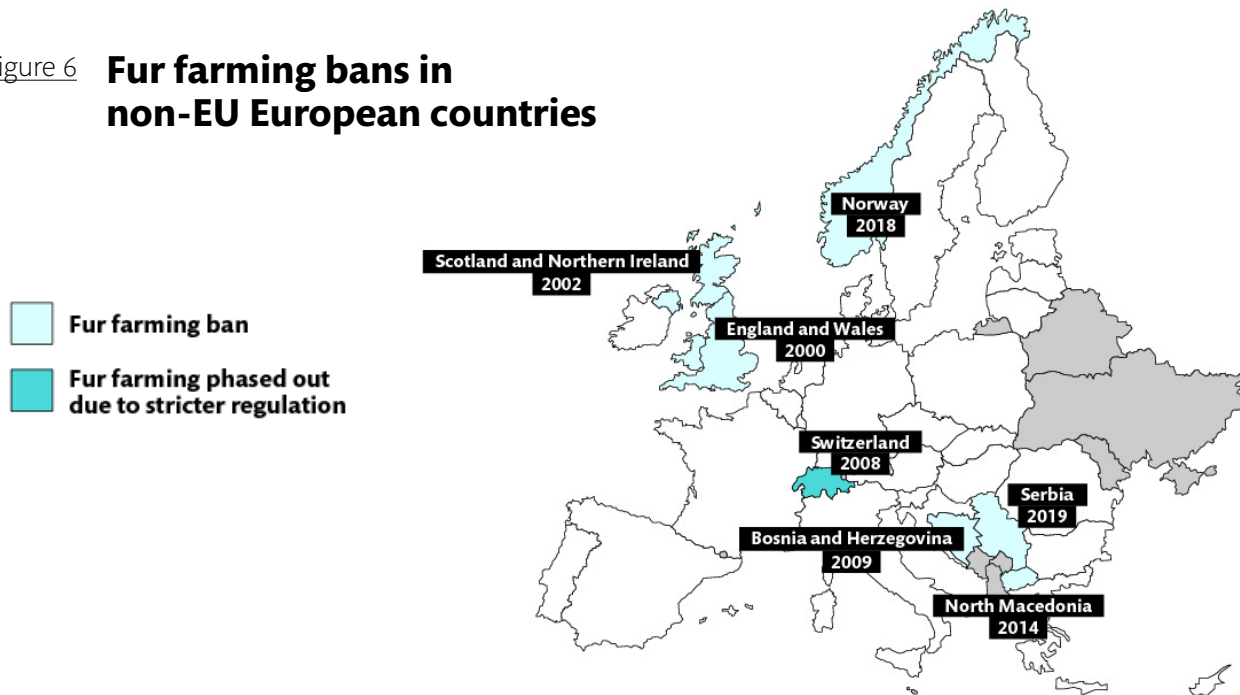 igure 6
Fur farming bans in
non-EU European countries
Norway
2018
Scotland and Northern Ireland
2002
England and Wales
2000
Fur farming ban
Fur farming phased out
due to stricter regulation
Switzerland
2008
Serbia
2019
Bosnia and Herzegovina
2009
North Macedonia
2014